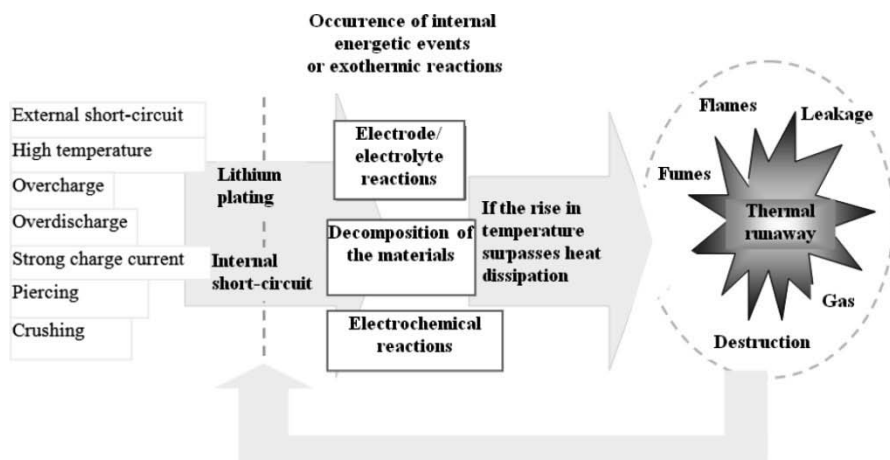 Occurrence of internal
energetic events
or exothermic reactions
External short-circuit
High temperature
Overcharge
Overdischarge
Strong charge current
Piercing
Crushing
Lithium
plating
Internal
short-circuit
Electrode/
electrolyte
reactions
Decomposition of
the materials
Electrochemical
reactions
If the rise in
temperature
surpasses heat
dissipation
Flames
Leakage
Fumes
Thermal
runaway
Gas
Destruction